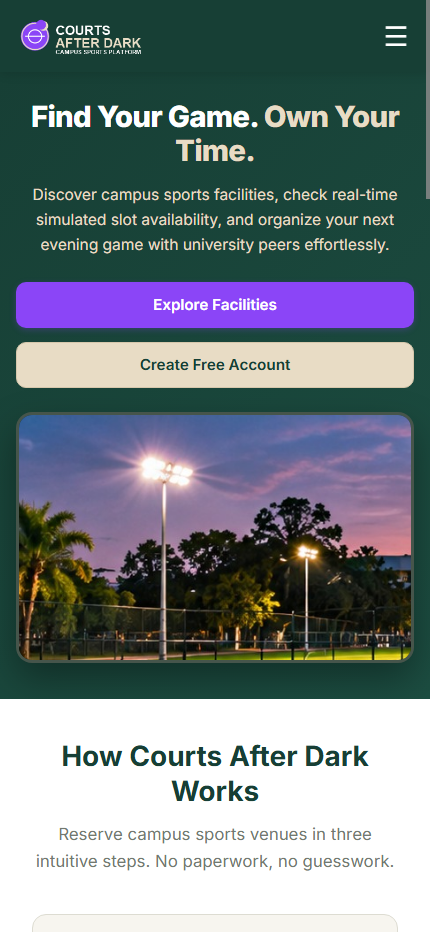 COURTS
AFTER DARK
CAMPUS SPORTS PLATFORM
Find Your Game. Own Your
Time.
Discover campus sports facilities, check real-time
simulated slot availability, and organize your next
evening game with university peers effortlessly.
Explore Facilities
Create Free Account
How Courts After Dark
Works
Reserve campus sports venues in three
intuitive steps. No paperwork, no guesswork.